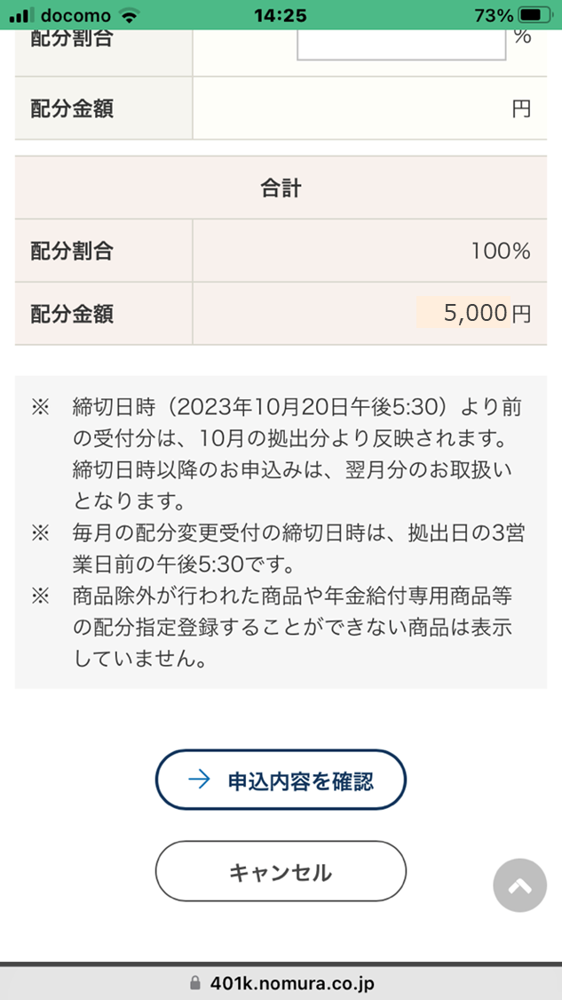 docomo 14:25 73%
配分割合 %
配分金額 円
合計
配分割合 100%
配分金額 5,000円
※ 締切日時（2023年10月20日午後5:30）より前
の受付分は、10月の拠出分より反映されます。
締切日時以降のお申込みは、翌月分のお取扱い
となります。
※ 毎月の配分変更受付の締切日時は、拠出日の3営
業日前の午後5:30です。
※ 商品除外が行われた商品や年金給付専用商品等
の配分指定登録することができない商品は表示
していません。
→ 申込内容を確認
キャンセル
401k.nomura.co.jp